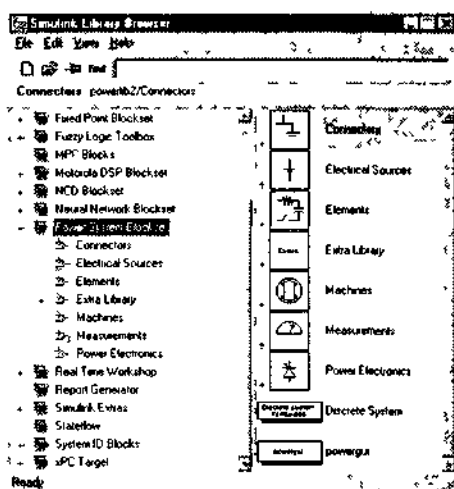 Simulink Library Browser
File Edit View Help
Find
Connectors: powerlib2/Connectors
Fixed Point Blockset
Fuzzy Logic Toolbox
MPC Blocks
Motorola DSP Blockset
NCD Blockset
Neural Network Blockset
Power System Blockset
Connectors
Electrical Sources
Elements
Extra Library
Machines
Measurements
Power Electronics
Real Time Workshop
Report Generator
Simulink Extras
Stateflow
System ID Blocks
xPC Target
Connectors
Electrical Sources
Elements
Extra Library
Machines
Measurements
Power Electronics
Discrete System
powergui
Ready